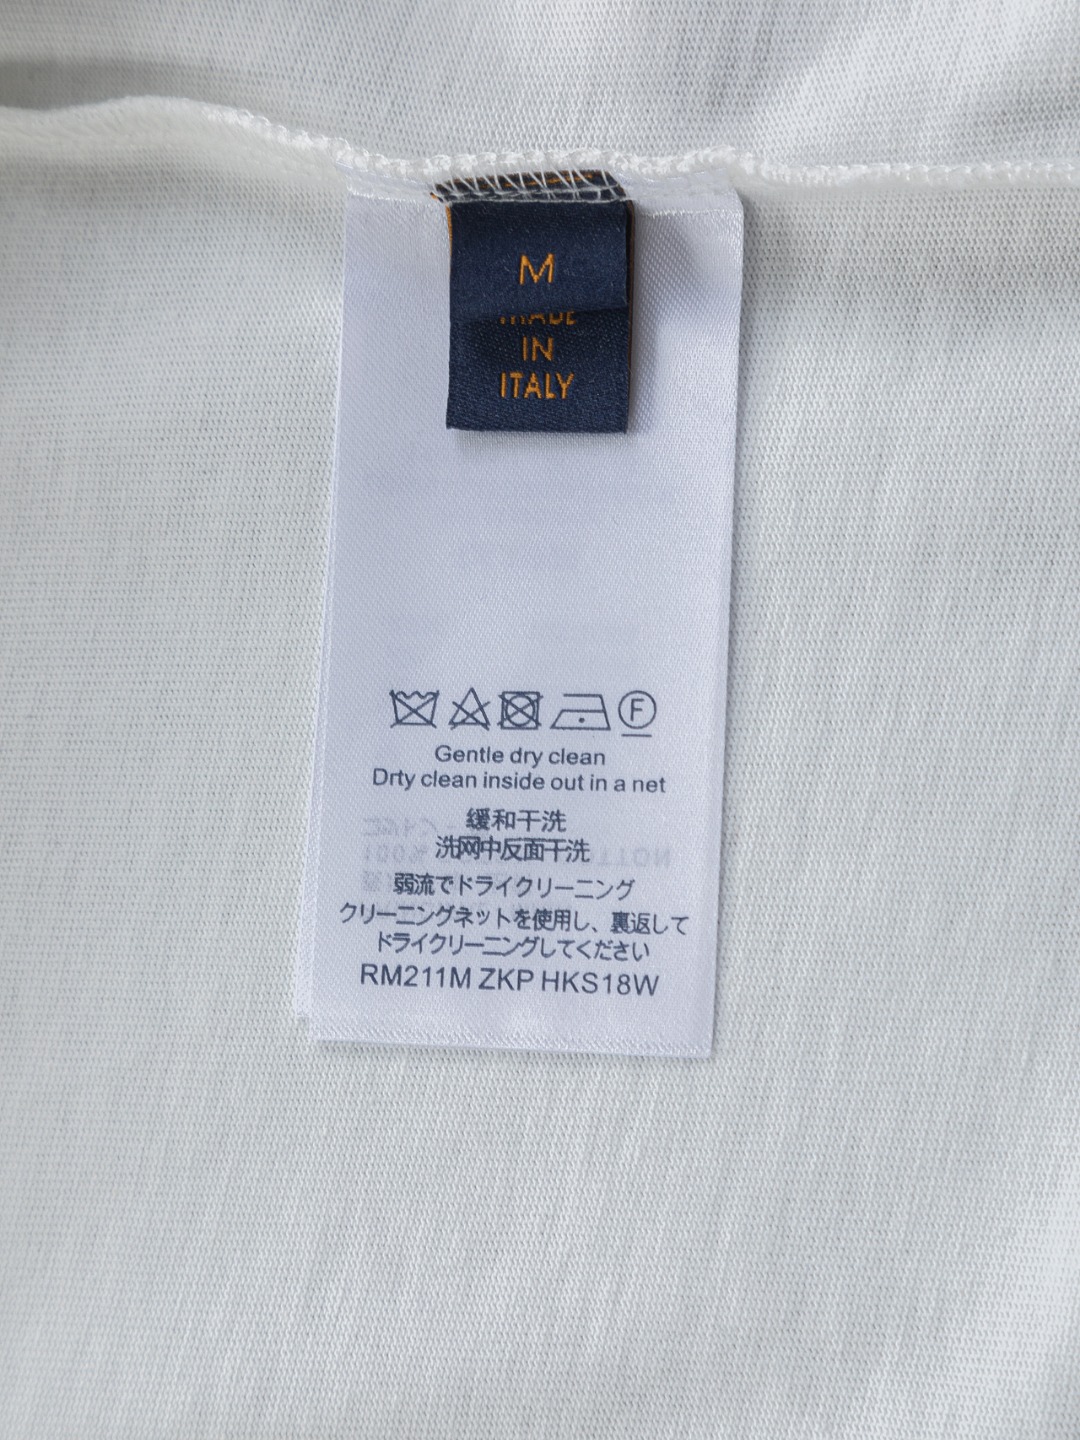 M
MADE
IN
ITALY
F
Gentle dry clean
Drty clean inside out in a net
缓和干洗
洗网中反面干洗
弱流でドライクリーニング
クリーニングネットを使用し、裏返して
ドライクリーニングしてください
RM211M ZKP HKS18W